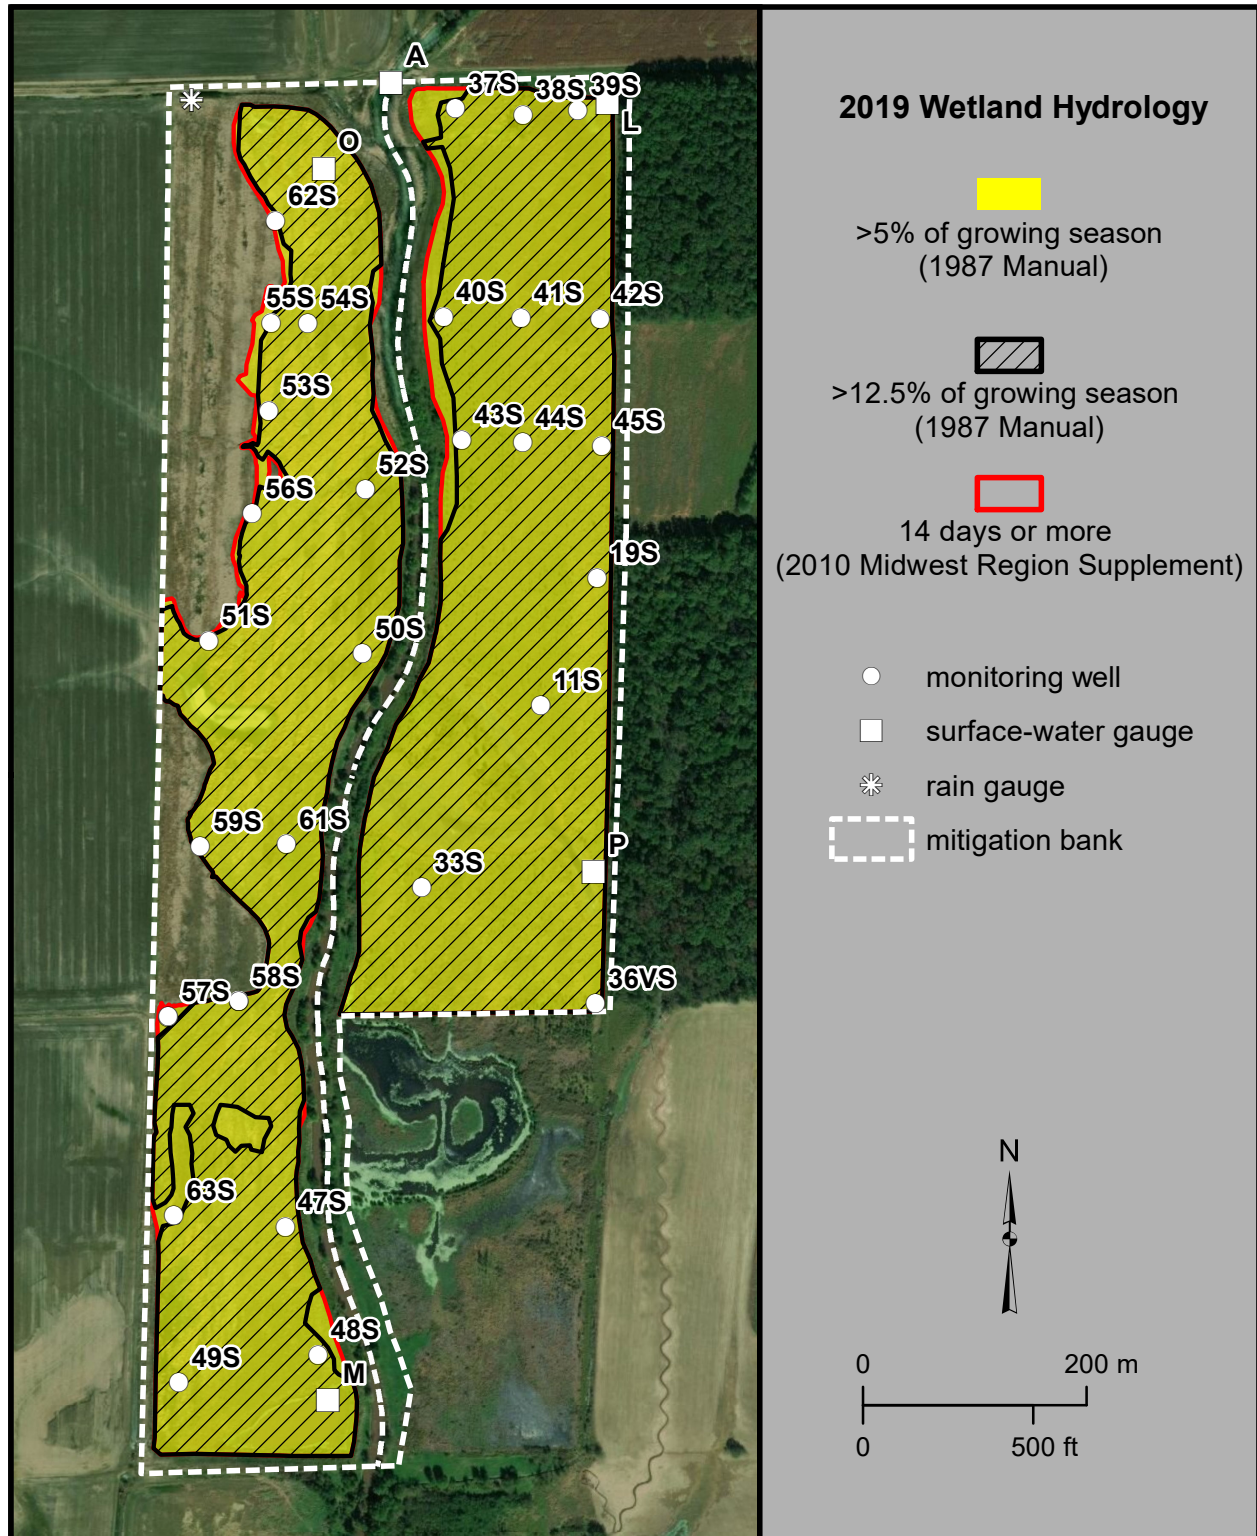 A
37S
38S
39S
L
O
62S
55S
54S
40S
41S
42S
53S
43S
44S
45S
52S
56S
19S
51S
50S
11S
59S
61S
P
33S
58S
57S
36VS
63S
47S
48S
49S
M
2019 Wetland Hydrology
>5% of growing season
(1987 Manual)
>12.5% of growing season
(1987 Manual)
14 days or more
(2010 Midwest Region Supplement)
monitoring well
surface-water gauge
rain gauge
mitigation bank
N
0 200 m
0 500 ft